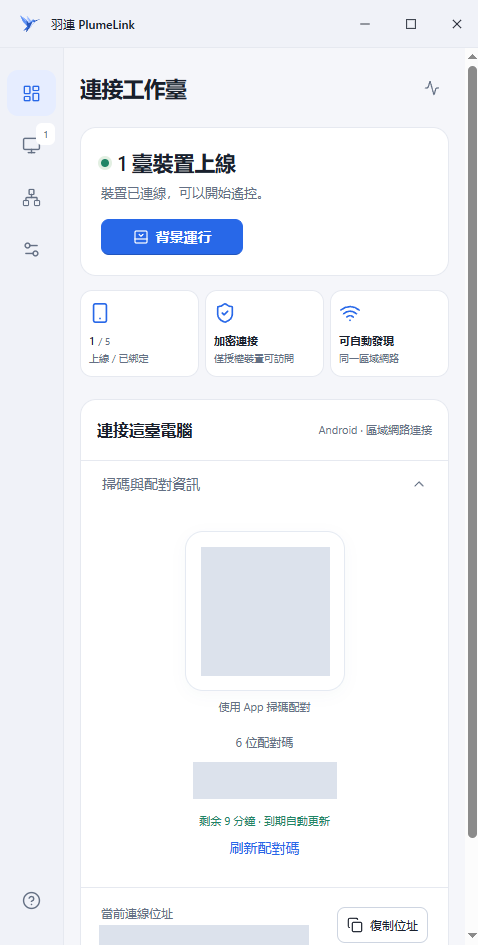 羽連 PlumeLink
連接工作臺
1
1 臺裝置上線
裝置已連線，可以開始遙控。
背景運行
1 / 5
上線 / 已綁定
加密連接
僅授權裝置可訪問
可自動發現
同一區域網路
連接這臺電腦
Android · 區域網路連接
掃碼與配對資訊
使用 App 掃碼配對
6 位配對碼
剩余 9 分鐘 · 到期自動更新
刷新配對碼
當前連線位址
復制位址